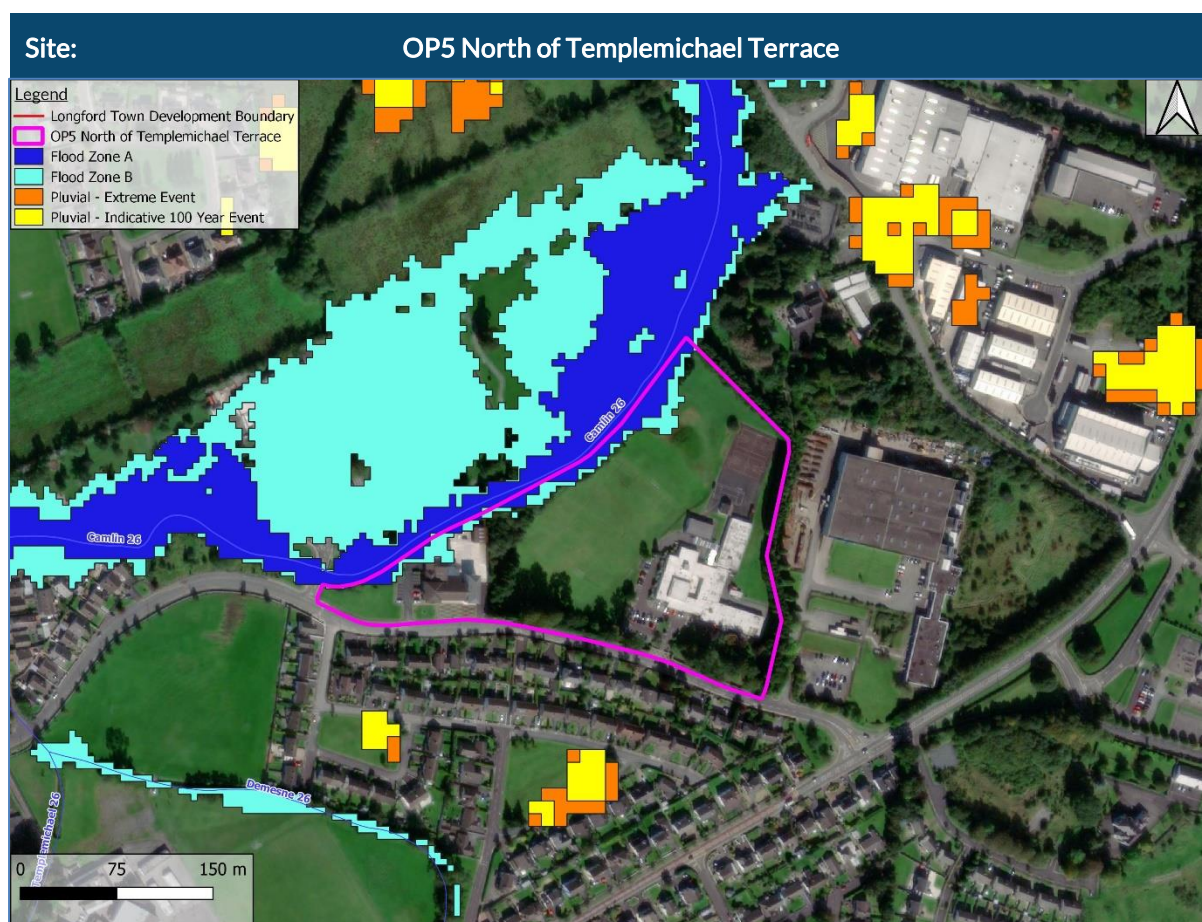 Site: OP5 North of Templemichael Terrace
Legend
Longford Town Development Boundary
OP5 North of Templemichael Terrace
Flood Zone A
Flood Zone B
Pluvial - Extreme Event
Pluvial - Indicative 100 Year Event
Camlin 26
Camlin 26
Demesne 26
Templemichael 26
0 75 150 m